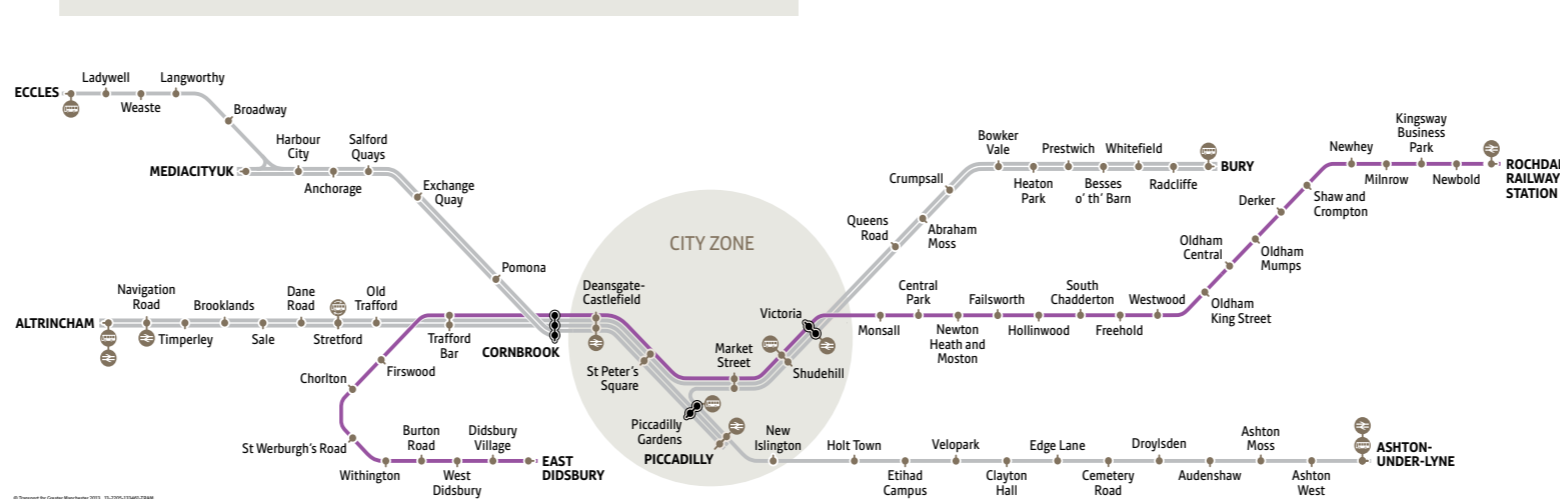 ECCLES
Ladywell
Weaste
Langworthy
Broadway
MEDIACITYUK
Harbour
City
Anchorage
Salford
Quays
Exchange
Quay
Pomona
ALTRINCHAM
Navigation
Road
Timperley
Brooklands
Sale
Dane
Road
Stretford
Old
Trafford
Trafford
Bar
CORNBROOK
Firswood
Chorlton
St Werburgh's Road
Withington
Burton
Road
West
Didsbury
Didsbury
Village
EAST
DIDSBURY
CITY ZONE
Deansgate-
Castlefield
St Peter's
Square
Market
Street
Piccadilly
Gardens
PICCADILLY
Victoria
Shudehill
Queens
Road
Abraham
Moss
Crumpsall
Bowker
Vale
Heaton
Park
Prestwich
Besses
o' th' Barn
Whitefield
Radcliffe
BURY
Monsall
Central
Park
Newton
Heath and
Moston
Failsworth
Hollinwood
South
Chadderton
Freehold
Westwood
Oldham
King Street
Oldham
Central
Oldham
Mumps
Derker
Shaw and
Crompton
Newhey
Milnrow
Kingsway
Business
Park
Newbold
ROCHDA
RAILWAY
STATION
New
Islington
Holt Town
Etihad
Campus
Velopark
Clayton
Hall
Edge Lane
Cemetery
Road
Droylsden
Audenshaw
Ashton
Moss
Ashton
West
ASHTON-
UNDER-LYNE
© Transport for Greater Manchester 2013